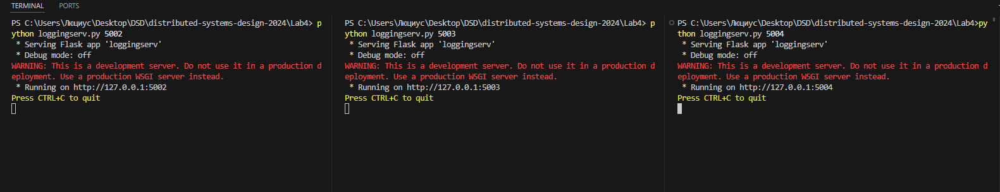 TERMINAL PORTS
PS C:\Users\Люциус\Desktop\DSD\distributed-systems-design-2024\Lab4> p
ython loggingserv.py 5002
* Serving Flask app 'loggingserv'
* Debug mode: off
WARNING: This is a development server. Do not use it in a production d
eployment. Use a production WSGI server instead.
* Running on http://127.0.0.1:5002
Press CTRL+C to quit
PS C:\Users\Люциус\Desktop\DSD\distributed-systems-design-2024\Lab4> p
ython loggingserv.py 5003
* Serving Flask app 'loggingserv'
* Debug mode: off
WARNING: This is a development server. Do not use it in a production d
eployment. Use a production WSGI server instead.
* Running on http://127.0.0.1:5003
Press CTRL+C to quit
PS C:\Users\Люциус\Desktop\DSD\distributed-systems-design-2024\Lab4>py
thon loggingserv.py 5004
* Serving Flask app 'loggingserv'
* Debug mode: off
WARNING: This is a development server. Do not use it in a production d
eployment. Use a production WSGI server instead.
* Running on http://127.0.0.1:5004
Press CTRL+C to quit